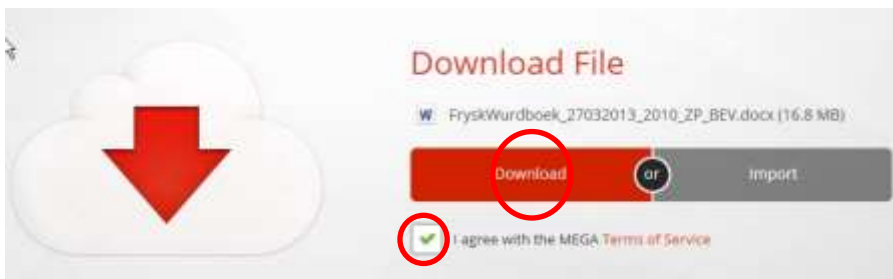 Download File
W FryskWurdboek_27032013_2010_ZP_BEV.docx (16.8 MB)
Download or Import
I agree with the MEGA Terms of Service